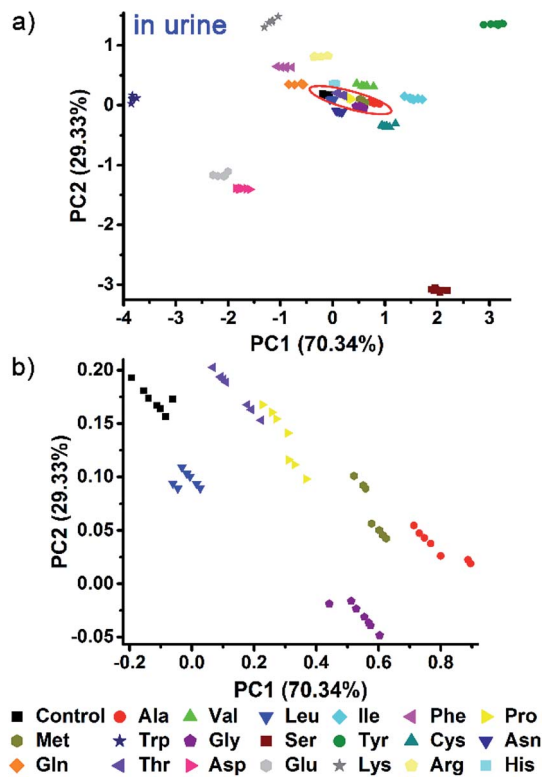 a)
in urine
PC2 (29.33%)
1
0
-1
-2
-3
-4 -3 -2 -1 0 1 2 3
PC1 (70.34%)
b)
PC2 (29.33%)
0.20
0.15
0.10
0.05
0.00
-0.05
-0.2 0.0 0.2 0.4 0.6 0.8
PC1 (70.34%)
Control Ala Val Leu Ile Phe Pro
Met Trp Gly Ser Tyr Cys Asn
Gln Thr Asp Glu Lys Arg His